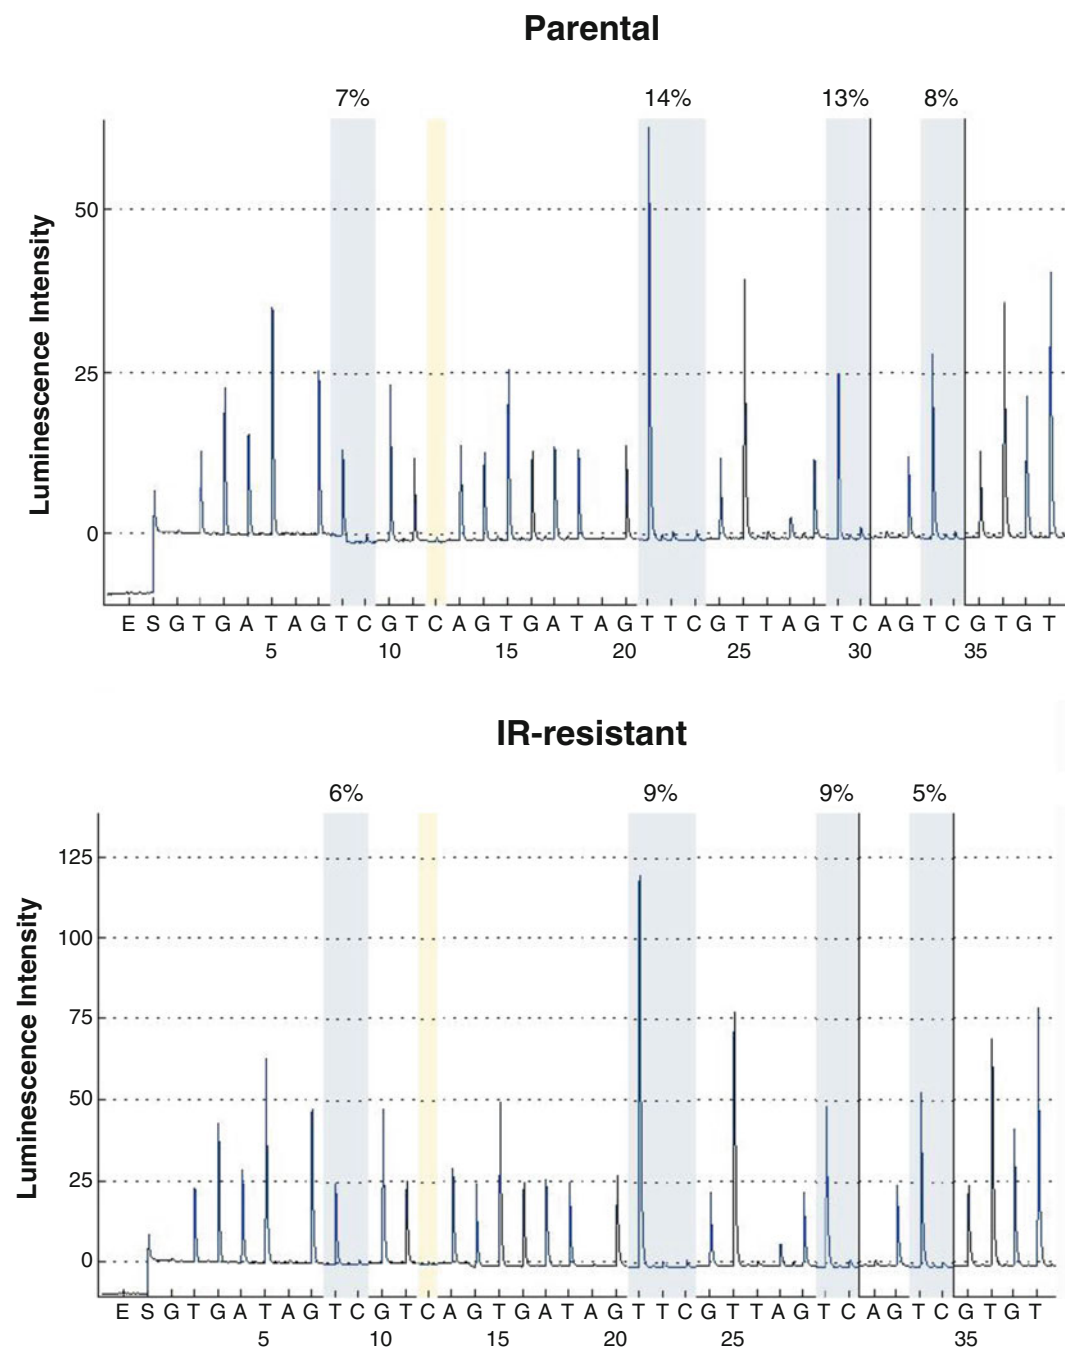 Parental
7% 14% 13% 8%
Luminescence Intensity
50
25
0
E S G T G A T A G T C G T C A G T G A T A G T T C G T T A G T C A G T C G T G T
5 10 15 20 25 30 35
IR-resistant
6% 9% 9% 5%
Luminescence Intensity
125
100
75
50
25
0
E S G T G A T A G T C G T C A G T G A T A G T T C G T T A G T C A G T C G T G T
5 10 15 20 25 35